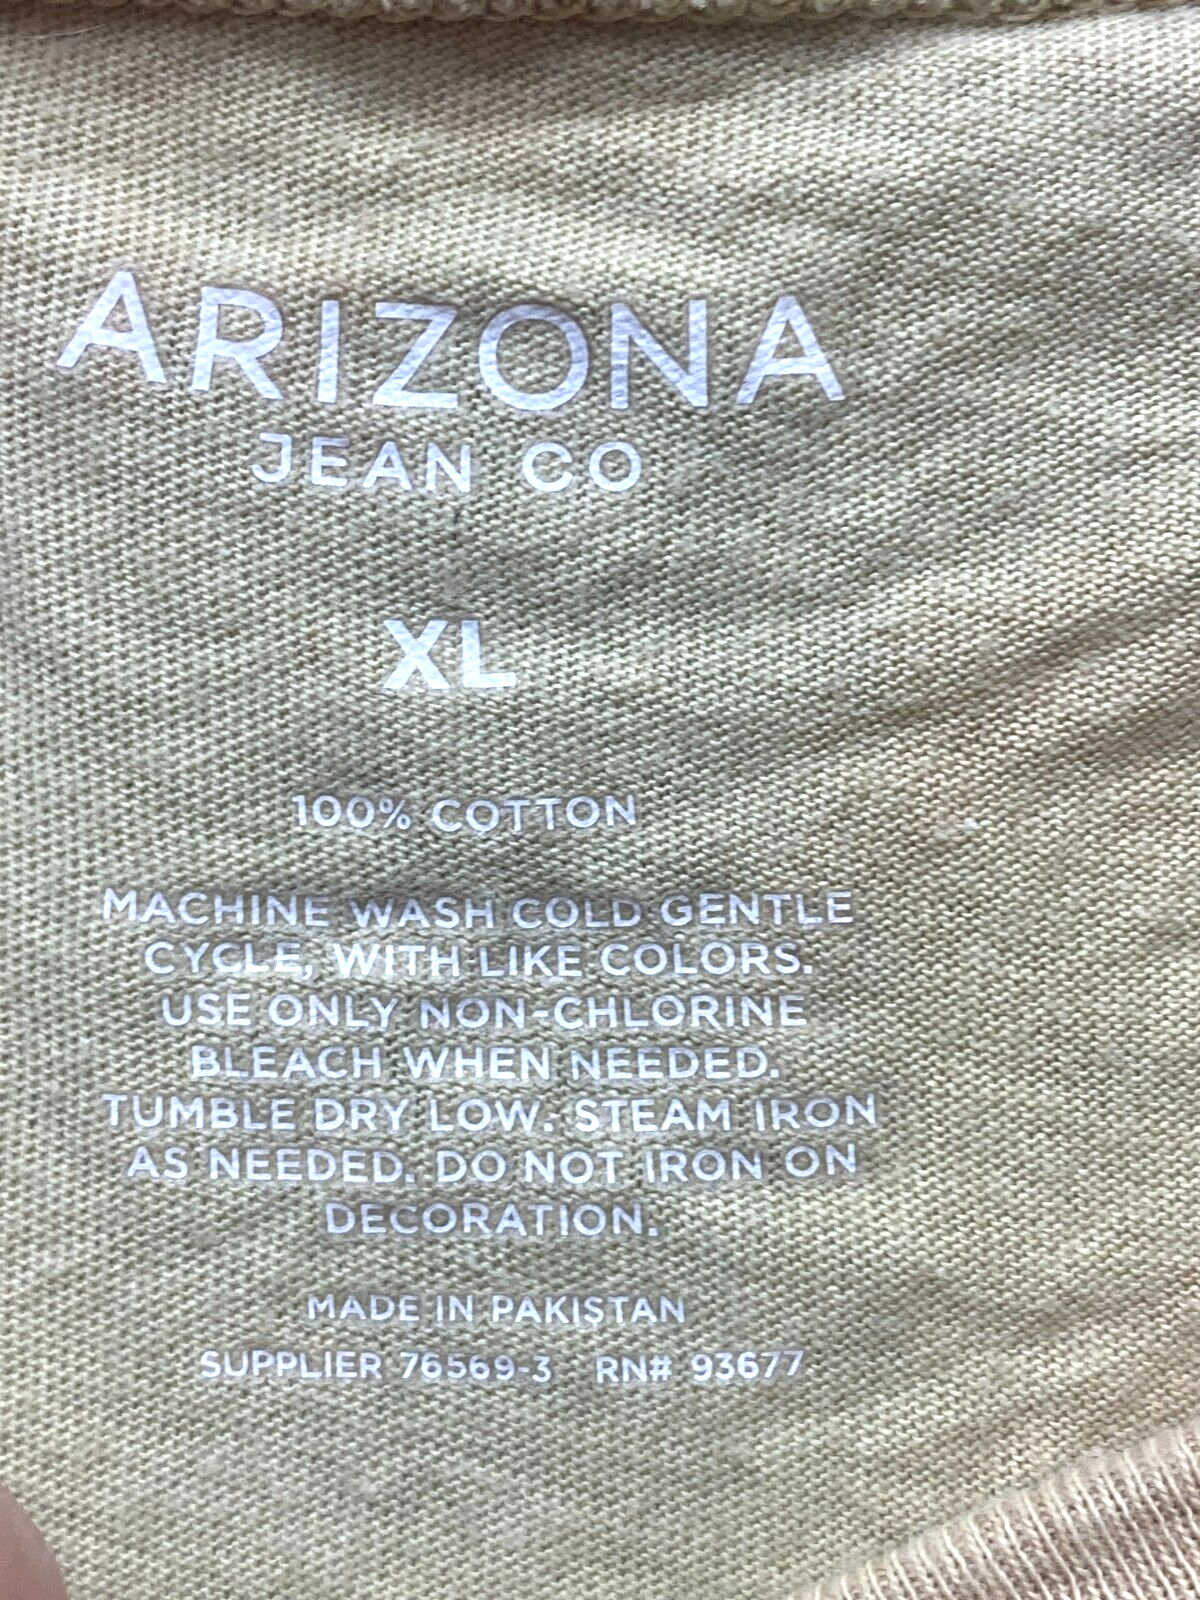 ARIZONA
JEAN CO
XL
100% COTTON
MACHINE WASH COLD GENTLE
CYCLE, WITH LIKE COLORS.
USE ONLY NON-CHLORINE
BLEACH WHEN NEEDED.
TUMBLE DRY LOW. STEAM IRON
AS NEEDED. DO NOT IRON ON
DECORATION.
MADE IN PAKISTAN
SUPPLIER 76569-3 RN# 93677